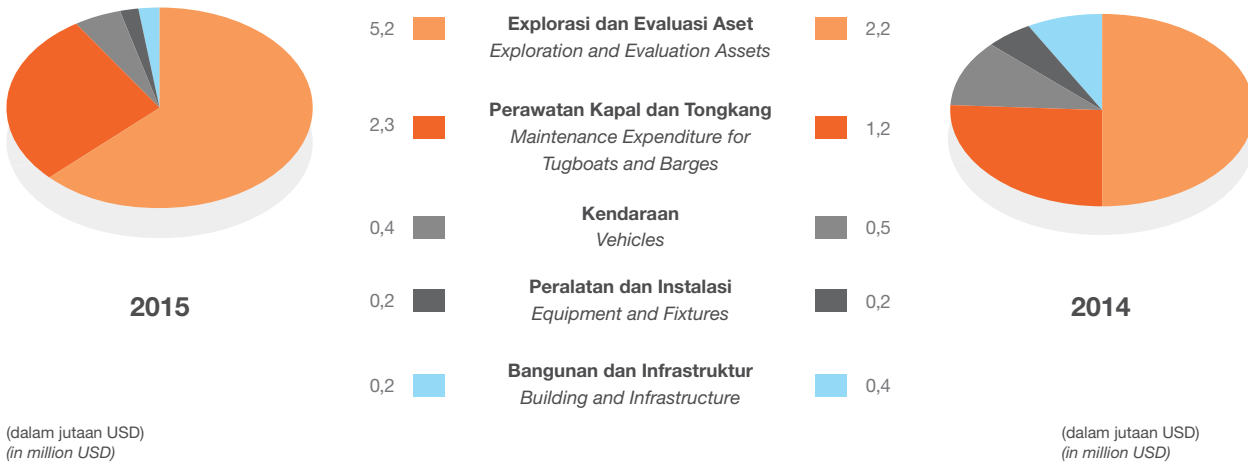 5,2
Explorasi dan Evaluasi Aset
2,2
Exploration and Evaluation Assets
2,3
Perawatan Kapal dan Tongkang
1,2
Maintenance Expenditure for
Tugboats and Barges
0,4
Kendaraan
0,5
Vehicles
2015
0,2
Peralatan dan Instalasi
0,2
2014
Equipment and Fixtures
0,2
Bangunan dan Infrastruktur
0,4
Building and Infrastructure
(dalam jutaan USD)
(in million USD)
(dalam jutaan USD)
(in million USD)